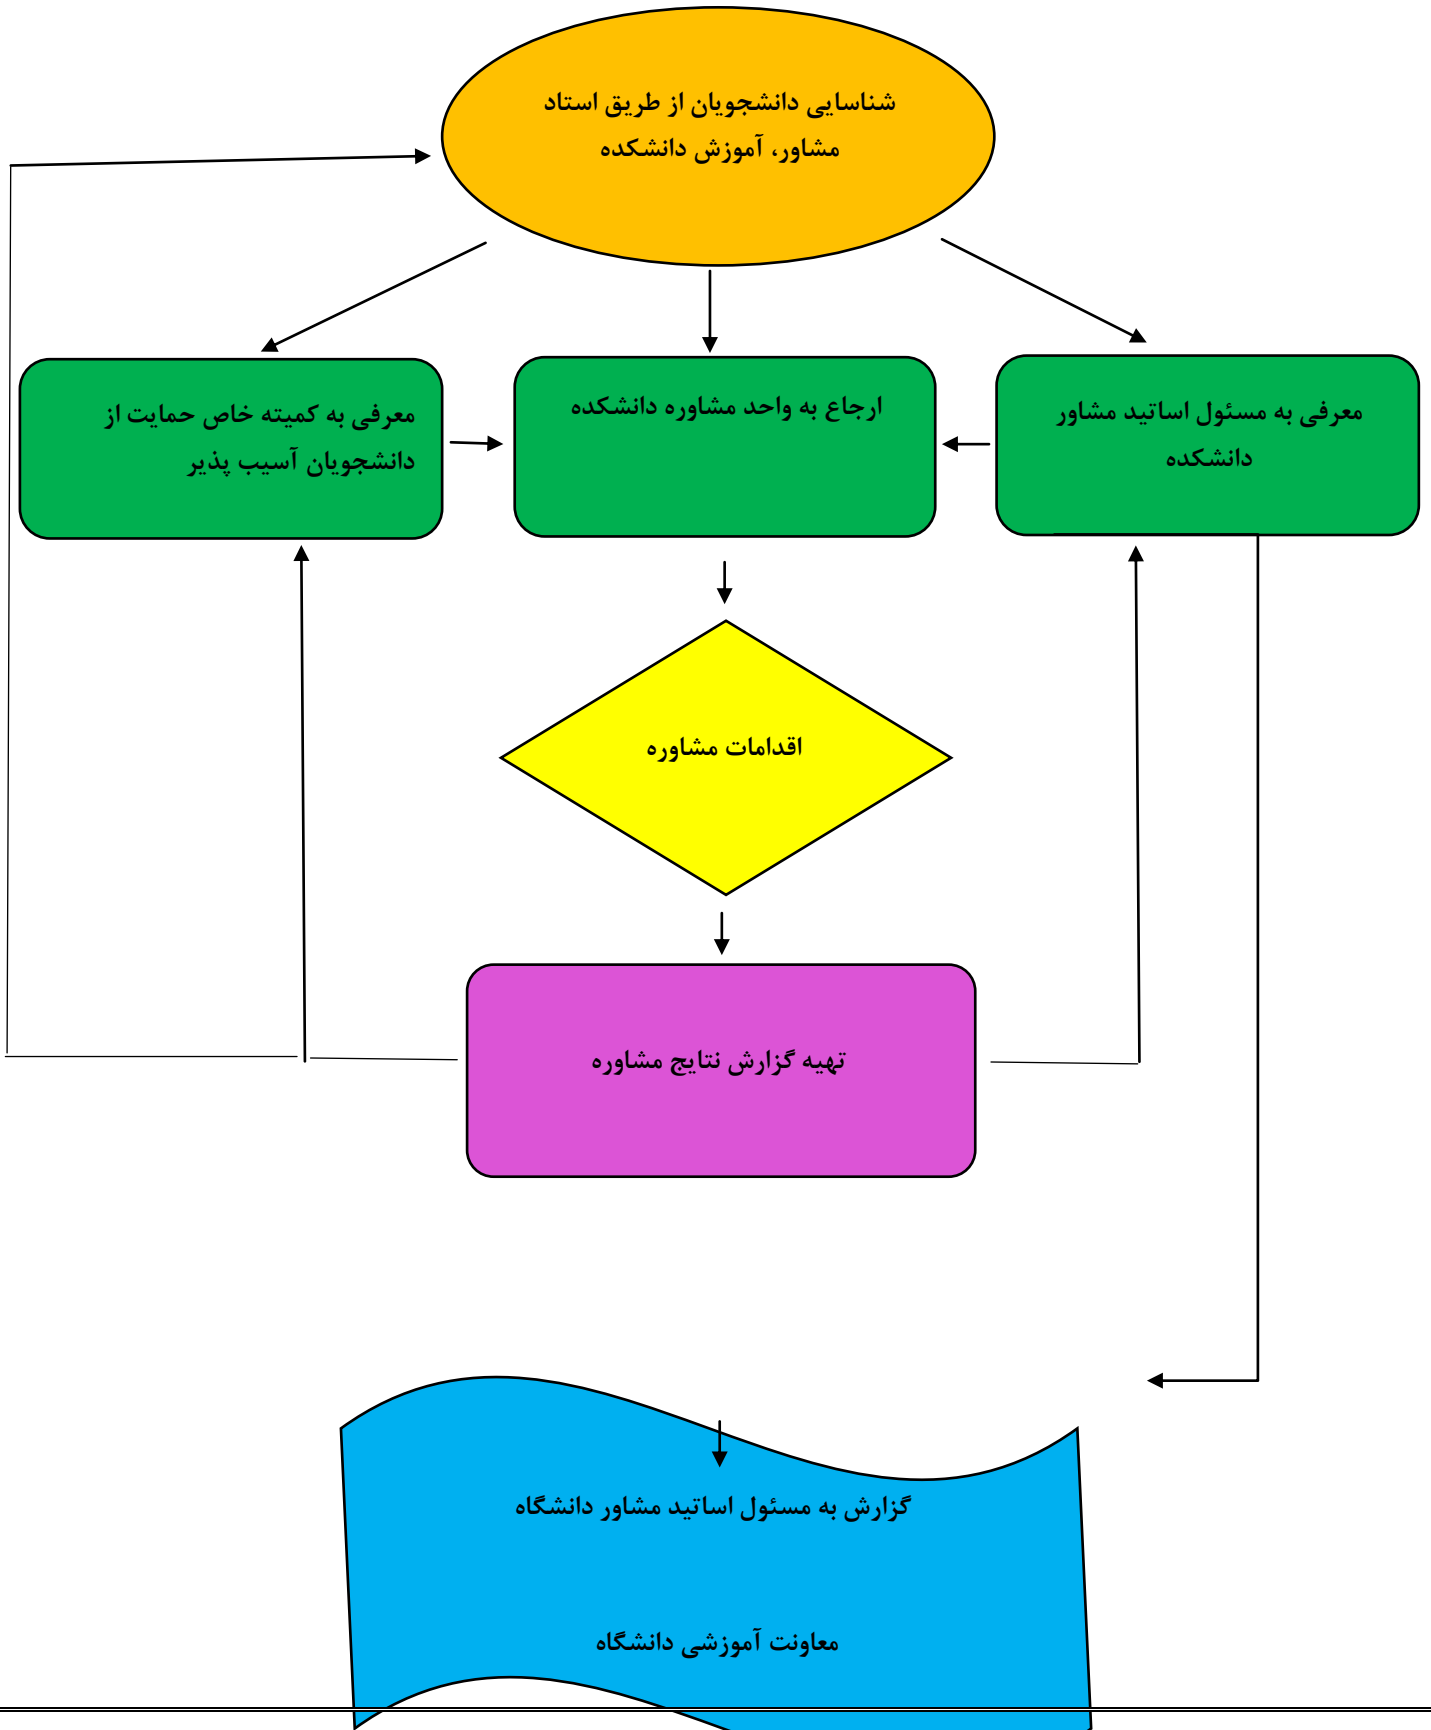 شناسایی دانشجویان از طریق استاد
مشاور، آموزش دانشکده
معرفی به مسئول اساتید مشاور
دانشکده
ارجاع به واحد مشاوره دانشکده
معرفی به کمیته خاص حمایت از
دانشجویان آسیب پذیر
اقدامات مشاوره
تهیه گزارش نتایج مشاوره
گزارش به مسئول اساتید مشاور دانشگاه
معاونت آموزشی دانشگاه